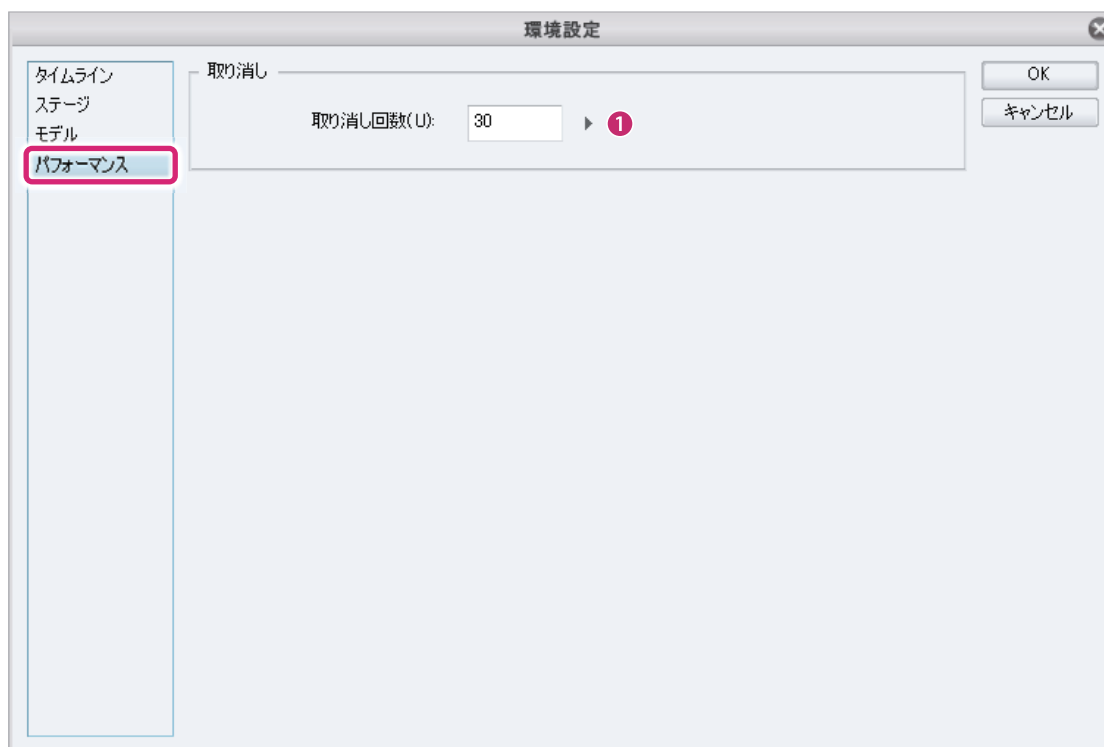 環境設定
タイムライン
ステージ
モデル
パフォーマンス
取り消し
取り消し回数(U):
30
1
OK
キャンセル